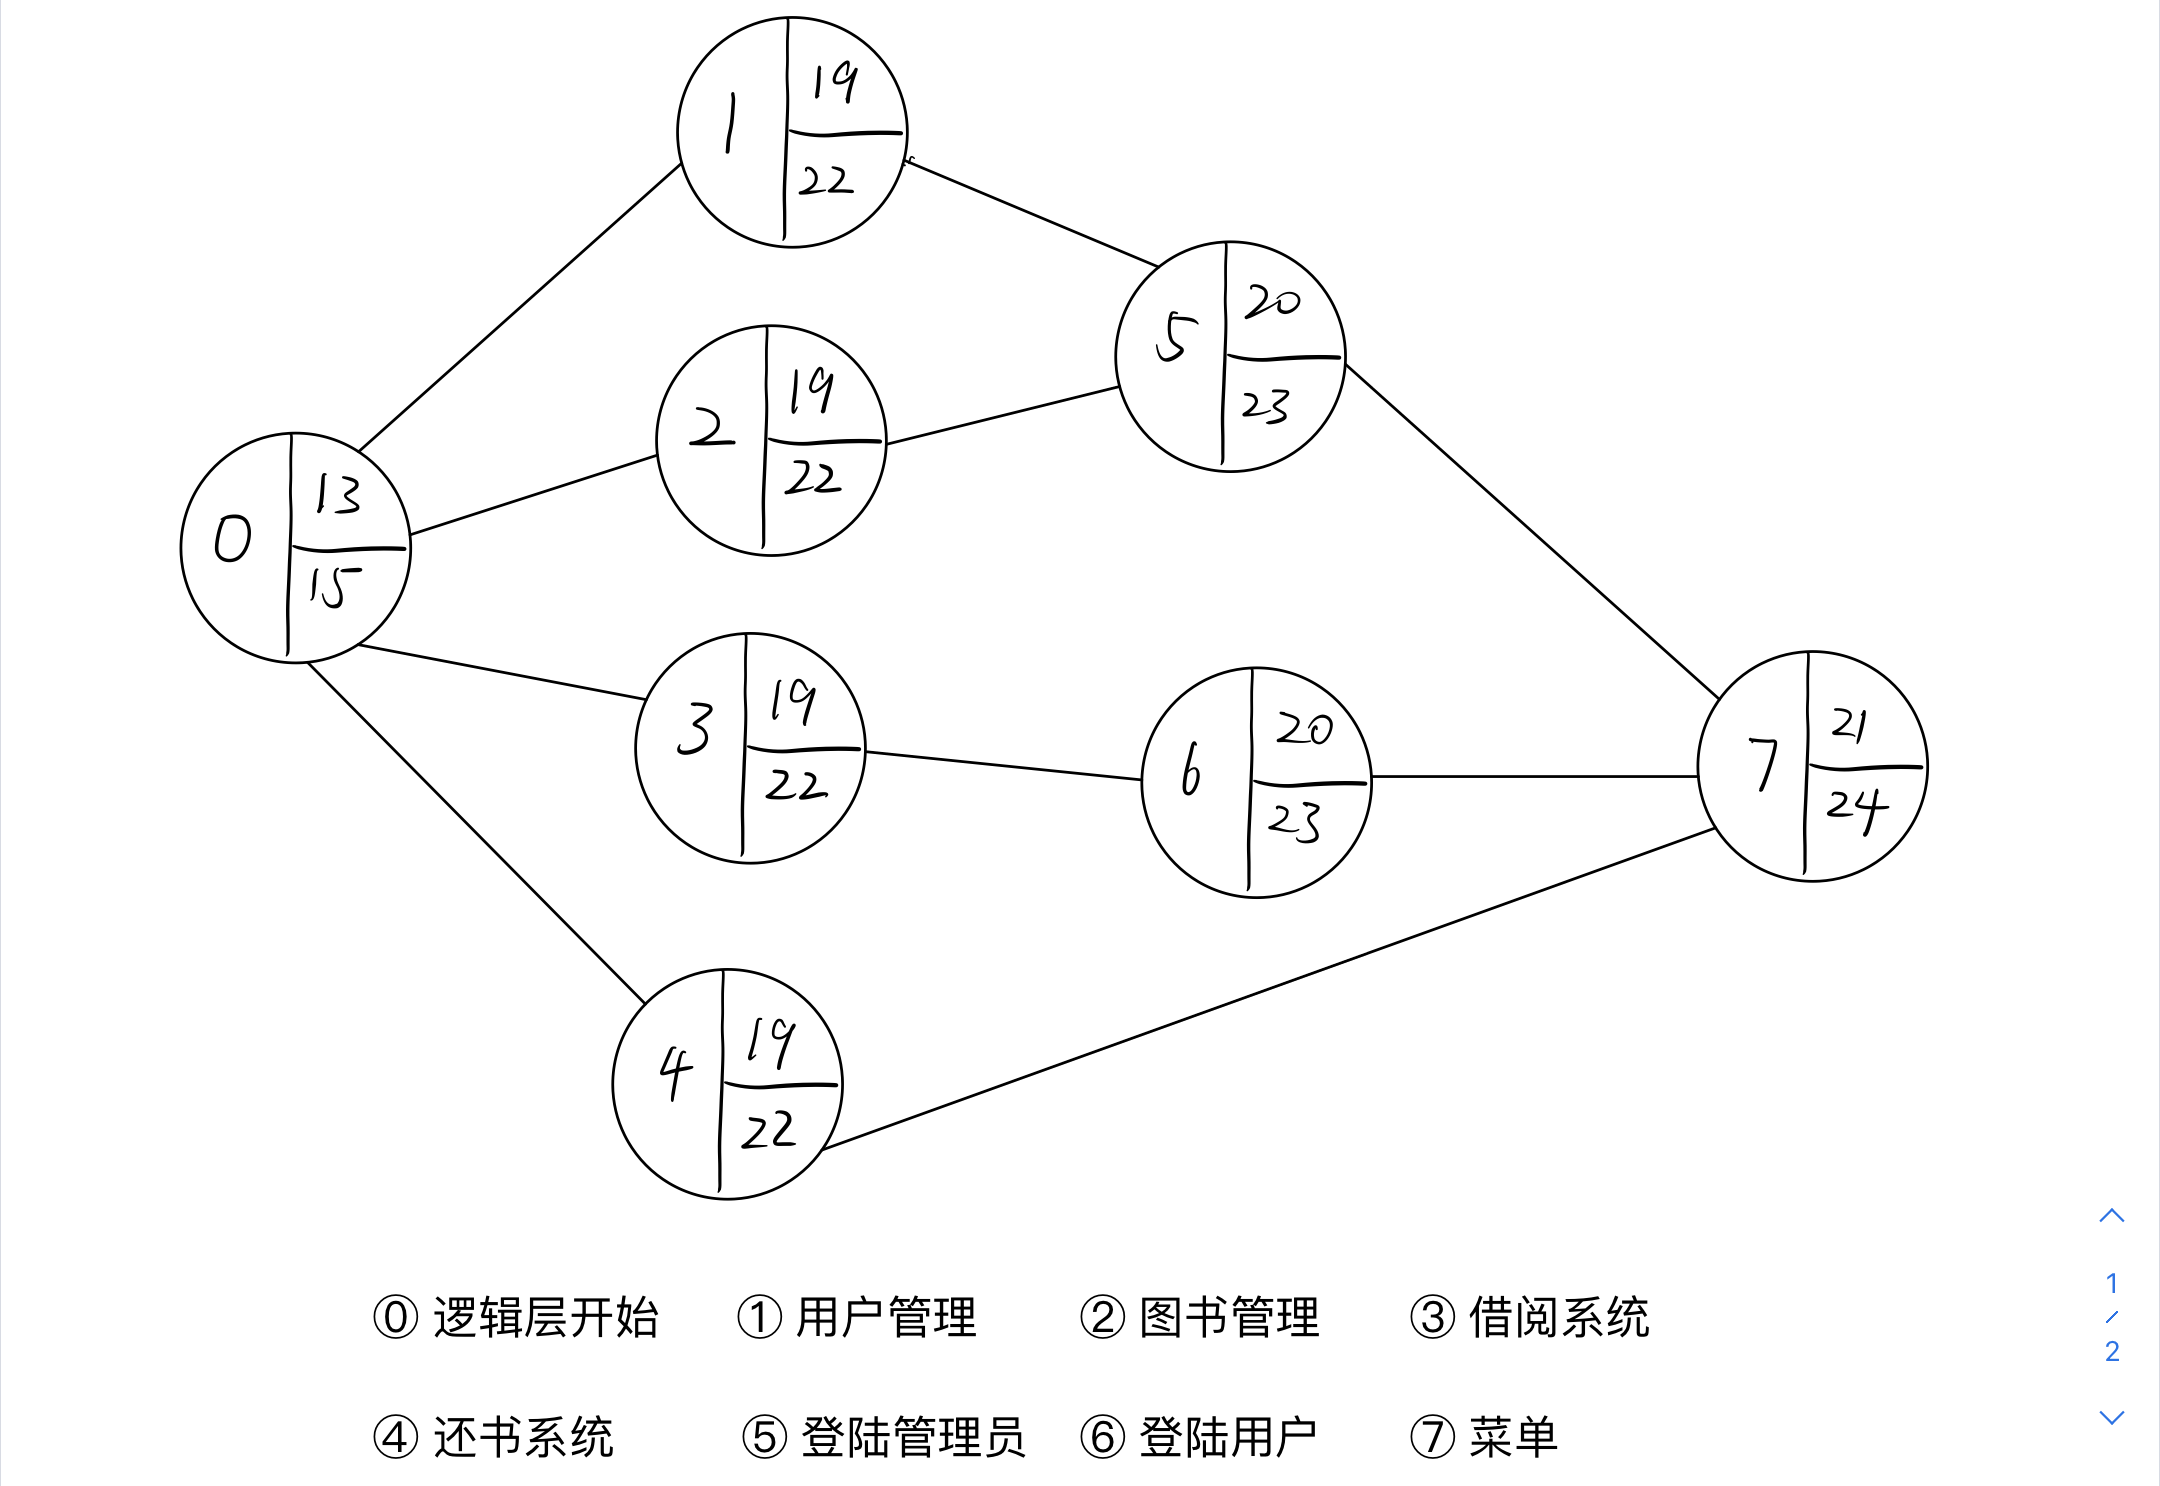 1 19 22
5 20 23
2 19 22
0 13 15
3 19 22
6 20 23
7 21 24
4 19 22
⓪ 逻辑层开始 ① 用户管理 ② 图书管理 ③ 借阅系统
④ 还书系统 ⑤ 登陆管理员 ⑥ 登陆用户 ⑦ 菜单
1
/
2